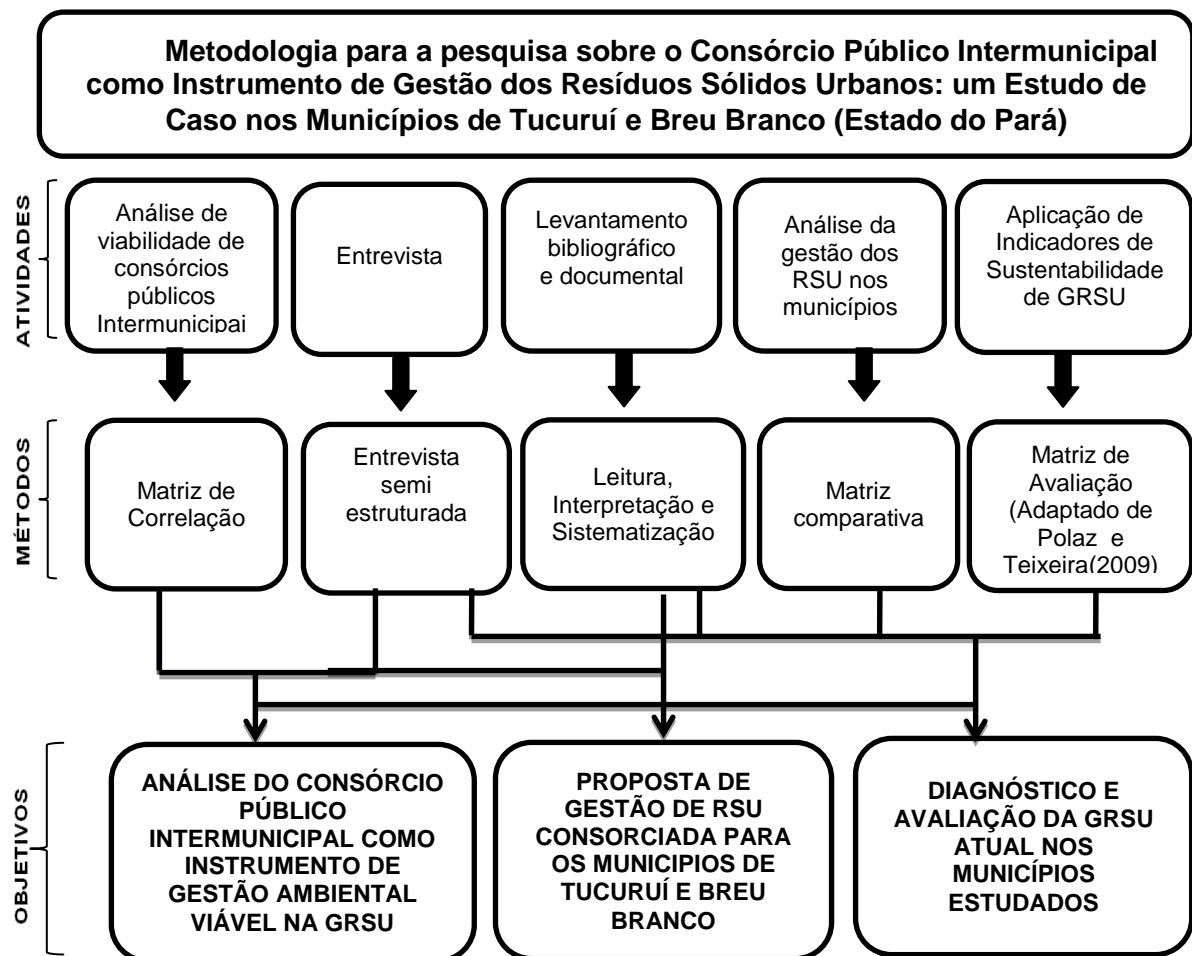 Metodologia para a pesquisa sobre o Consórcio Público Intermunicipal
como Instrumento de Gestão dos Resíduos Sólidos Urbanos: um Estudo de
Caso nos Municípios de Tucuruí e Breu Branco (Estado do Pará)
ATIVIDADES
Análise de
viabilidade de
consórcios
públicos
Intermunicipai
Entrevista
Levantamento
bibliográfico
e documental
Análise da
gestão dos
RSU nos
municípios
Aplicação de
Indicadores de
Sustentabilidade
de GRSU
MÉTODOS
Matriz de
Correlação
Entrevista
semi
estruturada
Leitura,
Interpretação e
Sistematização
Matriz
comparativa
Matriz de
Avaliação
(Adaptado de
Polaz e
Teixeira(2009)
OBJETIVOS
ANÁLISE DO CONSÓRCIO
PÚBLICO
INTERMUNICIPAL COMO
INSTRUMENTO DE
GESTÃO AMBIENTAL
VIÁVEL NA GRSU
PROPOSTA DE
GESTÃO DE RSU
CONSORCIADA PARA
OS MUNICIPIOS DE
TUCURUÍ E BREU
BRANCO
DIAGNÓSTICO E
AVALIAÇÃO DA GRSU
ATUAL NOS
MUNICÍPIOS
ESTUDADOS